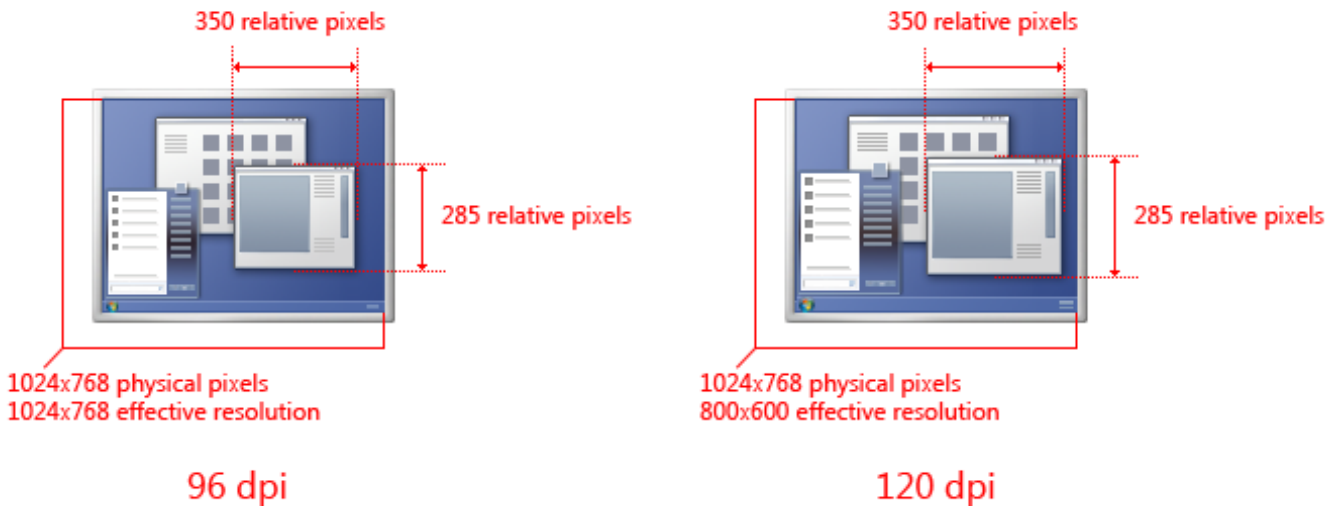 350 relative pixels
285 relative pixels
1024x768 physical pixels
1024x768 effective resolution
96 dpi
350 relative pixels
285 relative pixels
1024x768 physical pixels
800x600 effective resolution
120 dpi